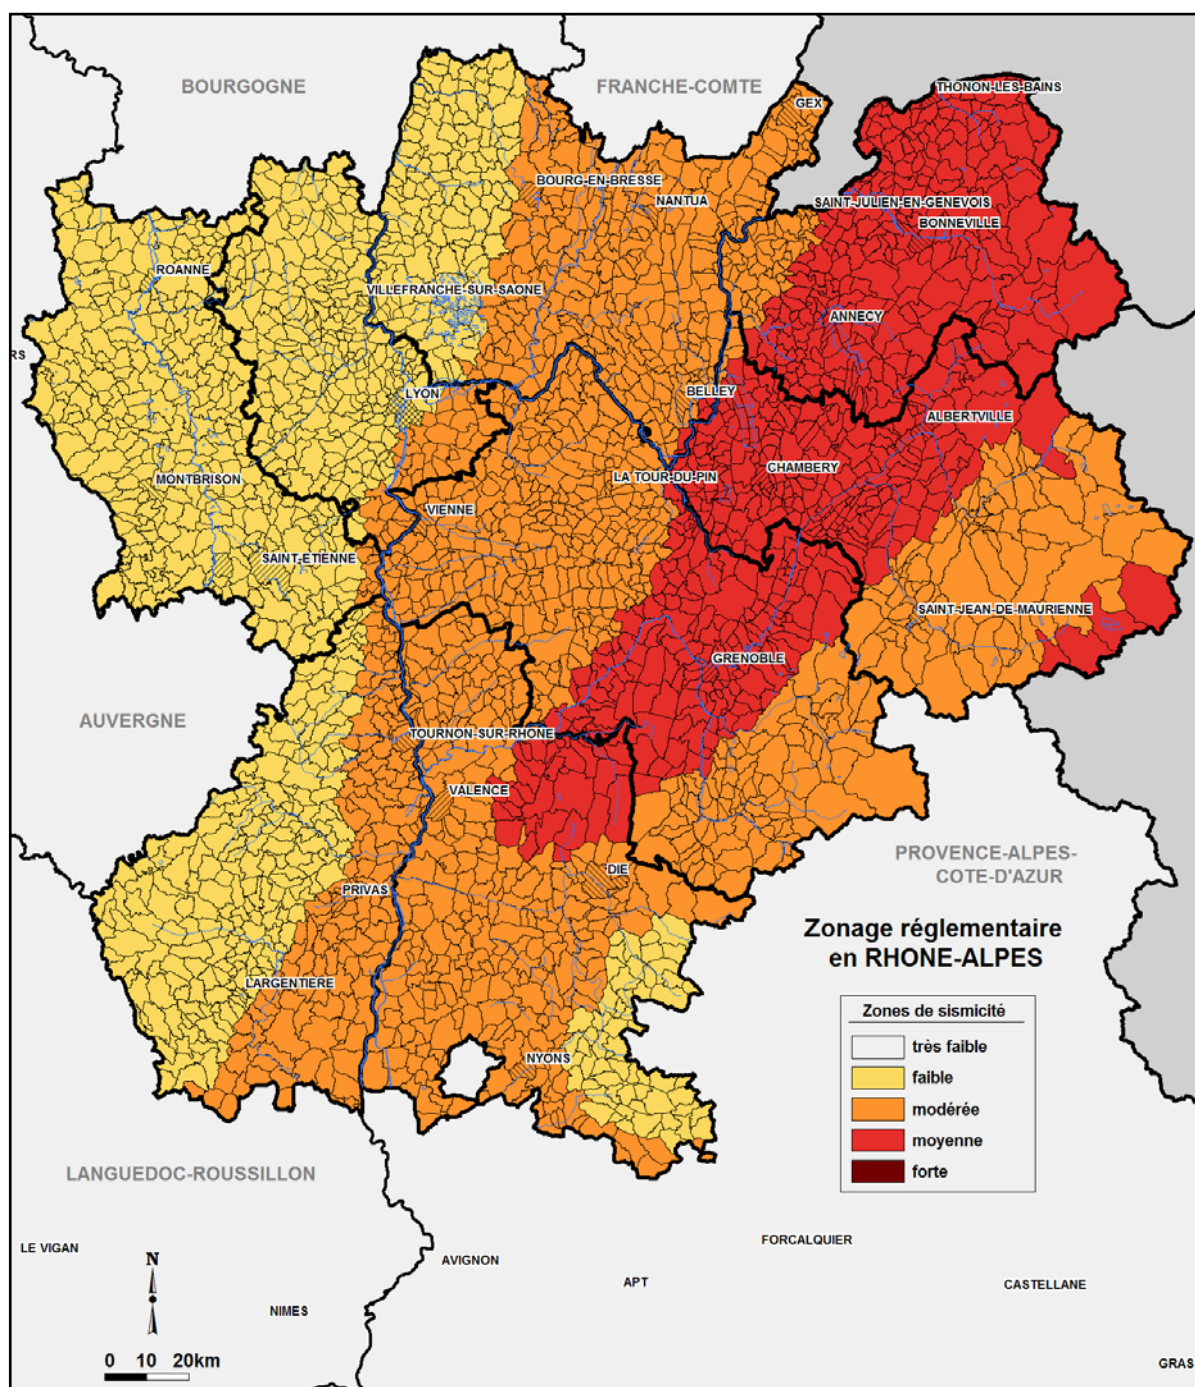 BOURGOGNE
FRANCHE-COMTE
THONON-LES-BAINS
GEX
BOURG-EN-BRESSE
NANTUA
SAINT-JULIEN-EN-GENEVOIS
BONNEVILLE
ROANNE
VILLEFRANCHE-SUR-SAONE
ANNECY
RS
LYON
BELLEY
ALBERTVILLE
MONTBRISON
LA TOUR-DU-PIN
CHAMBERY
VIENNE
SAINT-ETIENNE
SAINT-JEAN-DE-MAURIENNE
GRENOBLE
AUVERGNE
TOURNON-SUR-RHONE
VALENCE
DIE
PRIVAS
PROVENCE-ALPES-
COTE-D'AZUR
Zonage réglementaire
en RHONE-ALPES
LARGENTIERE
Zones de sismicité
très faible
faible
modérée
moyenne
forte
NYONS
LANGUEDOC-ROUSSILLON
LE VIGAN
AVIGNON
FORCALQUIER
APT
CASTELLANE
NIMES
N
0 10 20km
GRAS